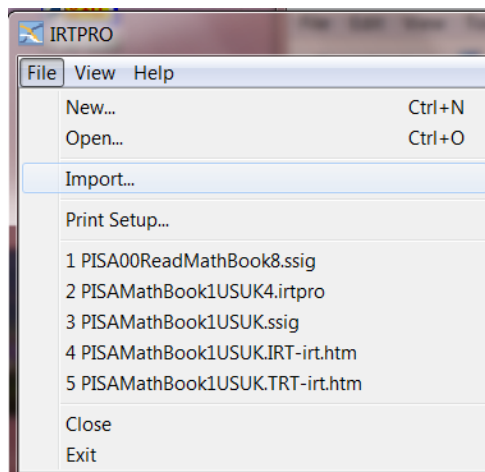 IRTPRO
File View Help
New... Ctrl+N
Open... Ctrl+O
Import...
Print Setup...
1 PISA00ReadMathBook8.ssig
2 PISAMathBook1USUK4.irtpro
3 PISAMathBook1USUK.ssig
4 PISAMathBook1USUK.IRT-irt.htm
5 PISAMathBook1USUK.TRT-irt.htm
Close
Exit